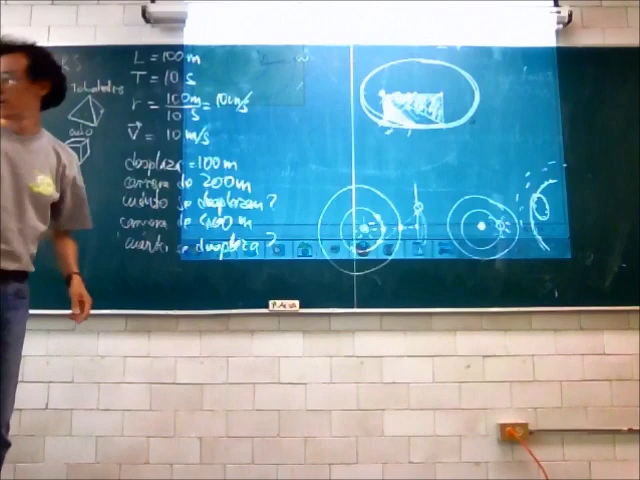 L = 100 m
T = 10 s
r = 100m / 10 s = 10 m/s
V = 10 m/s
desplaza = 100 m
carrera de 200 m
cuánto se desplazan?
carrera de 400 m
cuánto se desplaza?
cubo